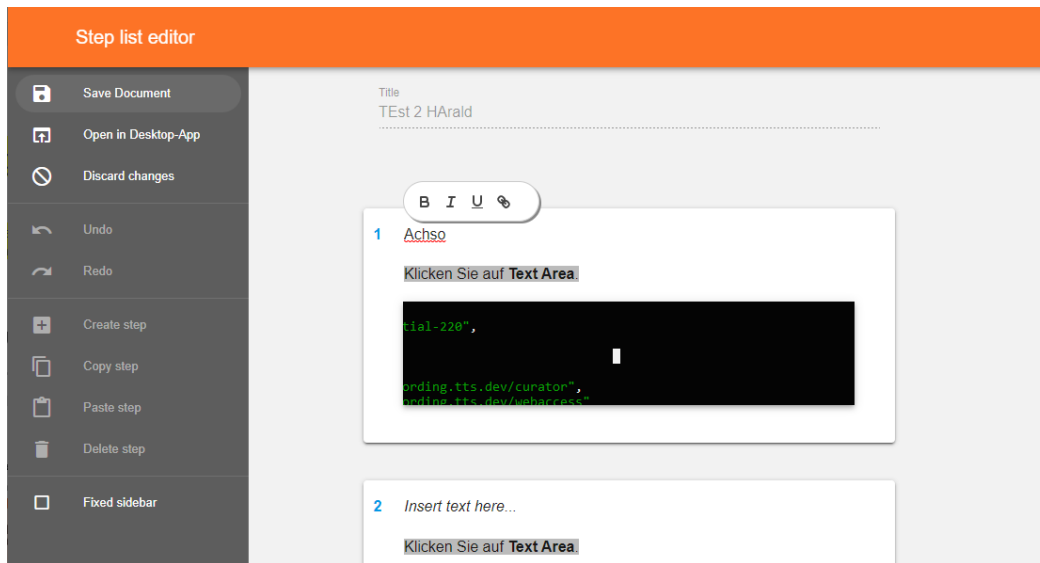 Step list editor
Save Document
Open in Desktop-App
Discard changes
Undo
Redo
Create step
Copy step
Paste step
Delete step
Fixed sidebar
Title
TEst 2 HArald
B I U
1 Achso
Klicken Sie auf Text Area.
tial-220",
ording.tts.dev/curator",
ording.tts.dev/webaccess"
2 Insert text here...
Klicken Sie auf Text Area.